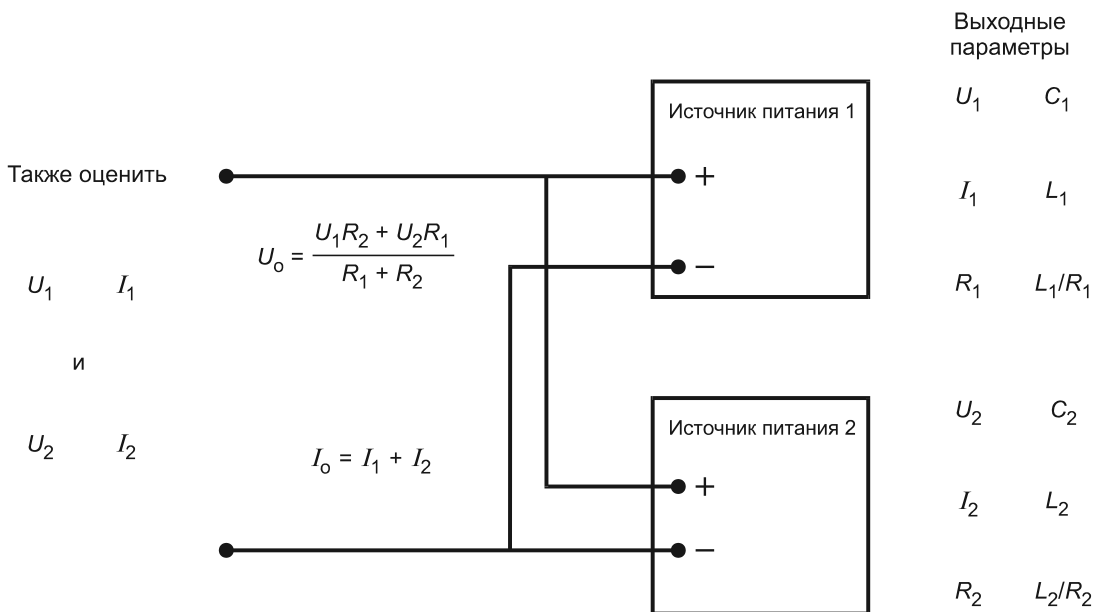 Выходные
параметры
U₁ C₁
Источник питания 1
Также оценить
+
I₁ L₁
Uₒ = (U₁R₂ + U₂R₁) / (R₁ + R₂)
−
U₁ I₁
R₁ L₁/R₁
и
U₂ C₂
Источник питания 2
U₂ I₂
Iₒ = I₁ + I₂
+
I₂ L₂
−
R₂ L₂/R₂